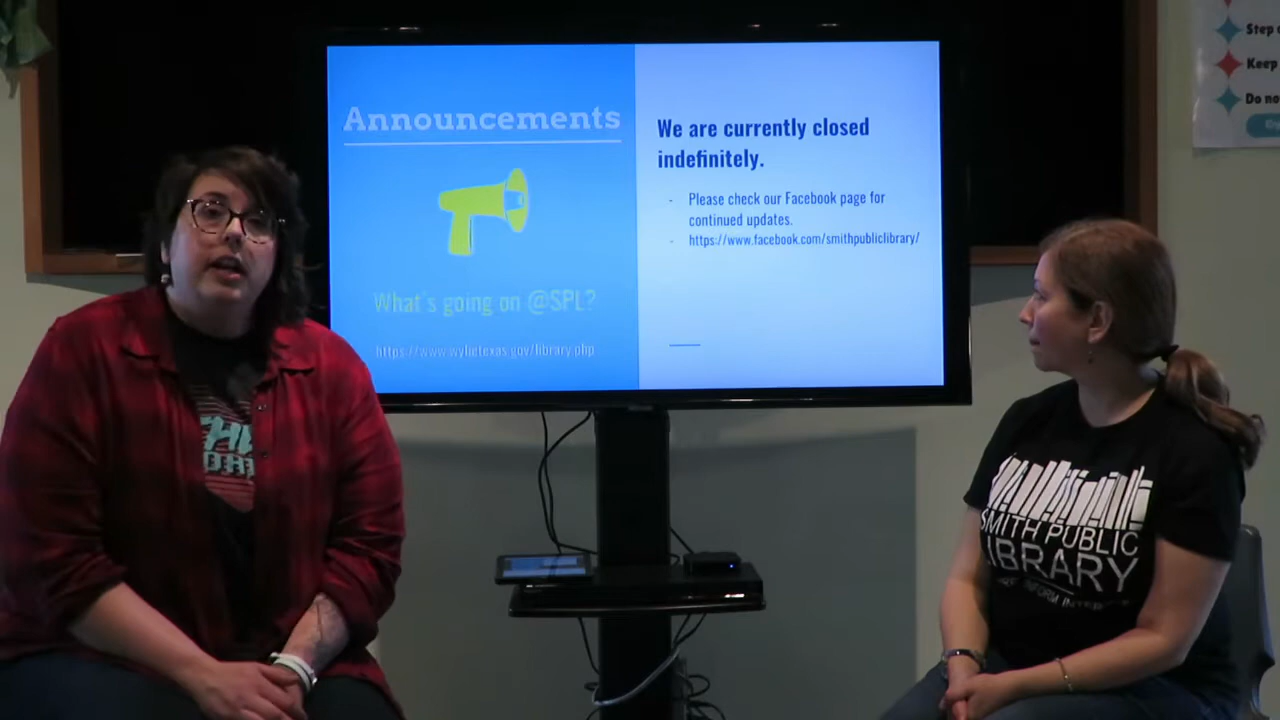 Announcements
What's going on @SPL?
https://www.wylietexas.gov/library.php
We are currently closed
indefinitely.
- Please check our Facebook page for
continued updates.
- https://www.facebook.com/smithpubliclibrary/
Step
Keep
Do no
SMITH PUBLIC
LIBRARY